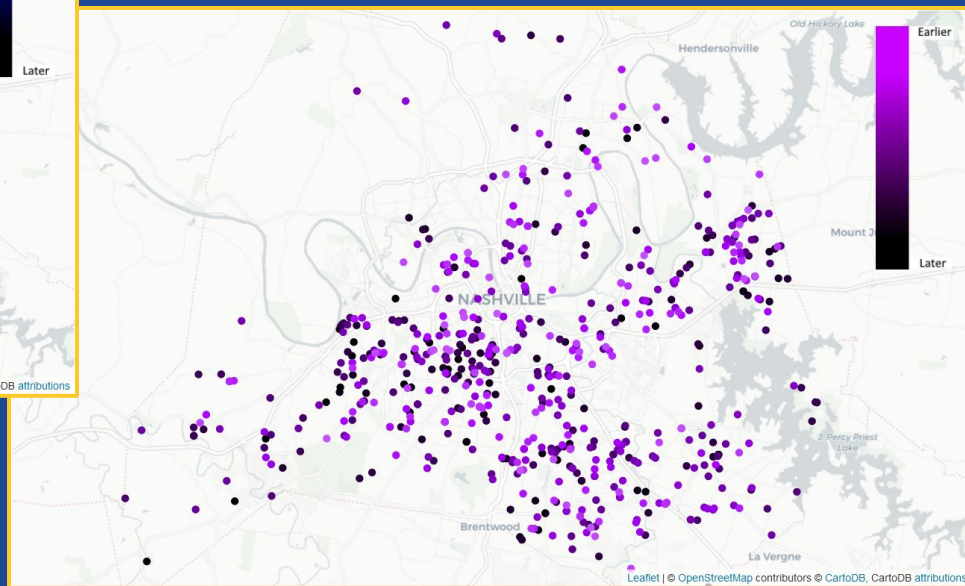 Later
DB attributions
Old Hickory Lake
Hendersonville
Earlier
Mount J
Later
NASHVILLE
J. Percy Priest
Lake
Brentwood
La Vergne
Leaflet | © OpenStreetMap contributors © CartoDB, CartoDB attributions